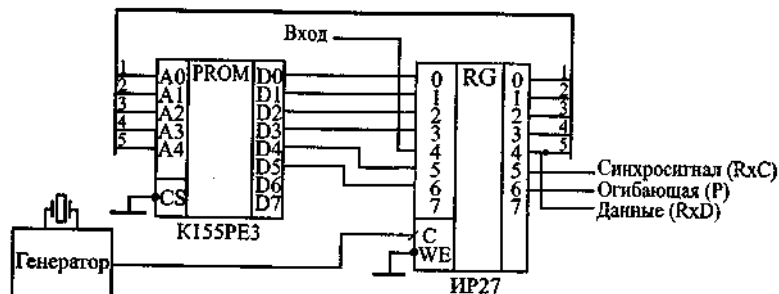 Вход
PROM
RG
1 A0 D0 0 0 1
2 A1 D1 1 1 2
3 A2 D2 2 2 3
4 A3 D3 3 3 4
5 A4 D4 4 4 5
D5 5 5 Синхросигнал (RxC)
D6 6 6 Огибающая (P)
CS D7 7 7 Данные (RxD)
К155РЕ3
C
Генератор
WE
ИР27